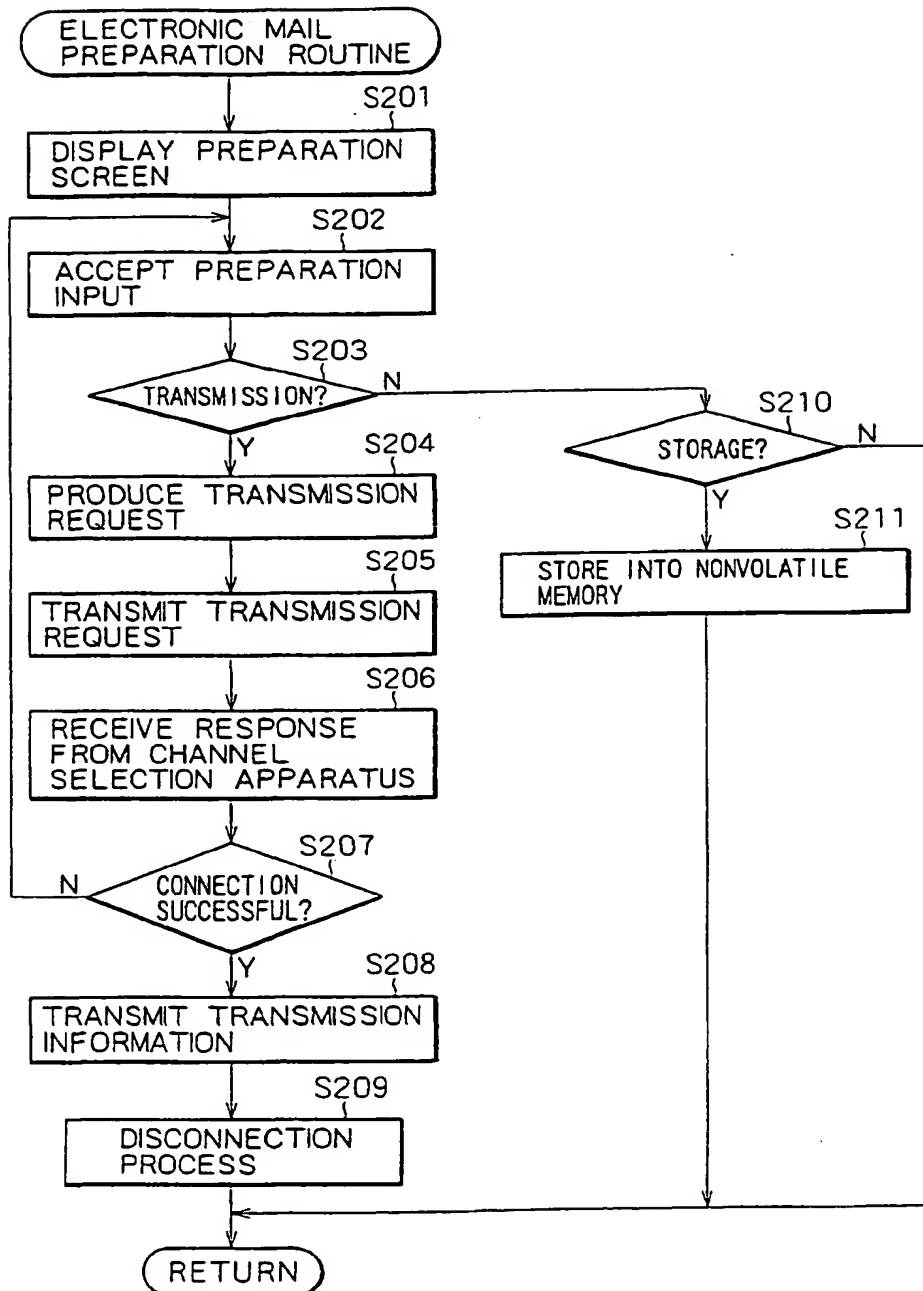 ELECTRONIC MAIL
PREPARATION ROUTINE
S201
DISPLAY PREPARATION
SCREEN
S202
ACCEPT PREPARATION
INPUT
S203
TRANSMISSION?
N
Y
S204
PRODUCE TRANSMISSION
REQUEST
S205
TRANSMIT TRANSMISSION
REQUEST
S206
RECEIVE RESPONSE
FROM CHANNEL
SELECTION APPARATUS
S207
CONNECTION
SUCCESSFUL?
N
Y
S208
TRANSMIT TRANSMISSION
INFORMATION
S209
DISCONNECTION
PROCESS
RETURN
S210
STORAGE?
N
Y
S211
STORE INTO NONVOLATILE
MEMORY